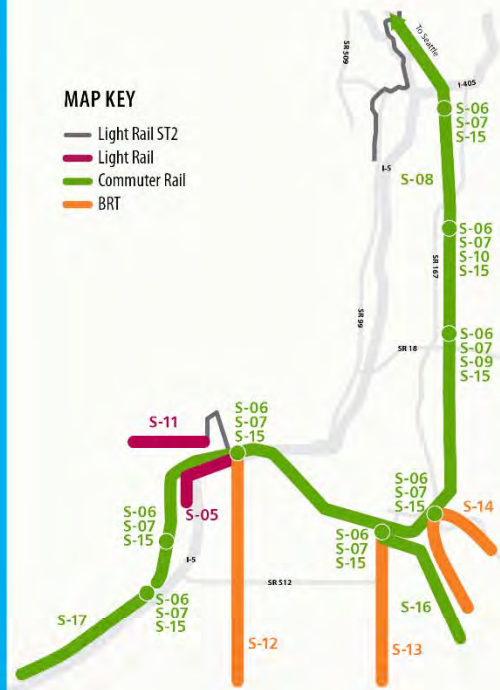 To Seattle
SR 509
I-405
MAP KEY
Light Rail ST2
Light Rail
Commuter Rail
BRT
S-06
S-07
S-15
I-5
S-08
S-06
S-07
S-10
S-15
SR 167
SR 99
S-06
S-07
S-09
S-15
SR 18
S-11
S-06
S-07
S-15
S-05
S-06
S-07
S-15
S-14
S-06
S-07
S-15
S-06
S-07
S-15
I-5
SR 512
S-06
S-07
S-15
S-16
S-17
S-12
S-13